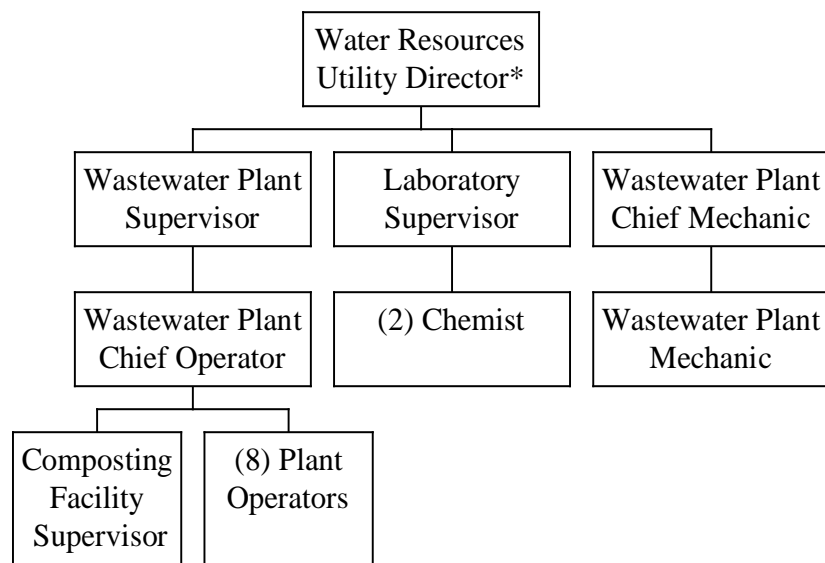 Water Resources
Utility Director*
Wastewater Plant
Supervisor
Laboratory
Supervisor
Wastewater Plant
Chief Mechanic
Wastewater Plant
Chief Operator
(2) Chemist
Wastewater Plant
Mechanic
Composting
Facility
Supervisor
(8) Plant
Operators